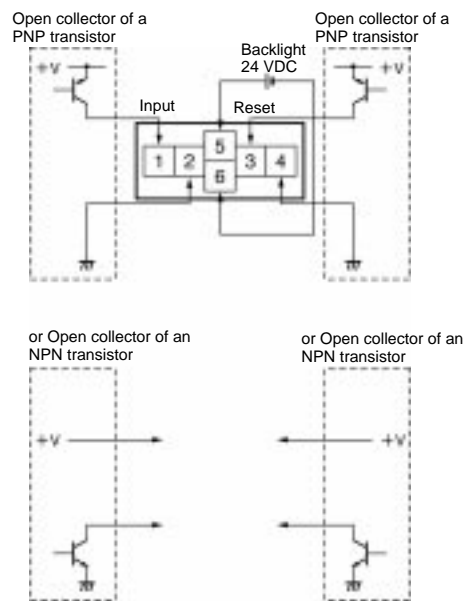 Open collector of a
PNP transistor
Open collector of a
PNP transistor
Backlight
24 VDC
+V
+V
Input
Reset
1 2 5 6 3 4
or Open collector of an
NPN transistor
or Open collector of an
NPN transistor
+V
+V